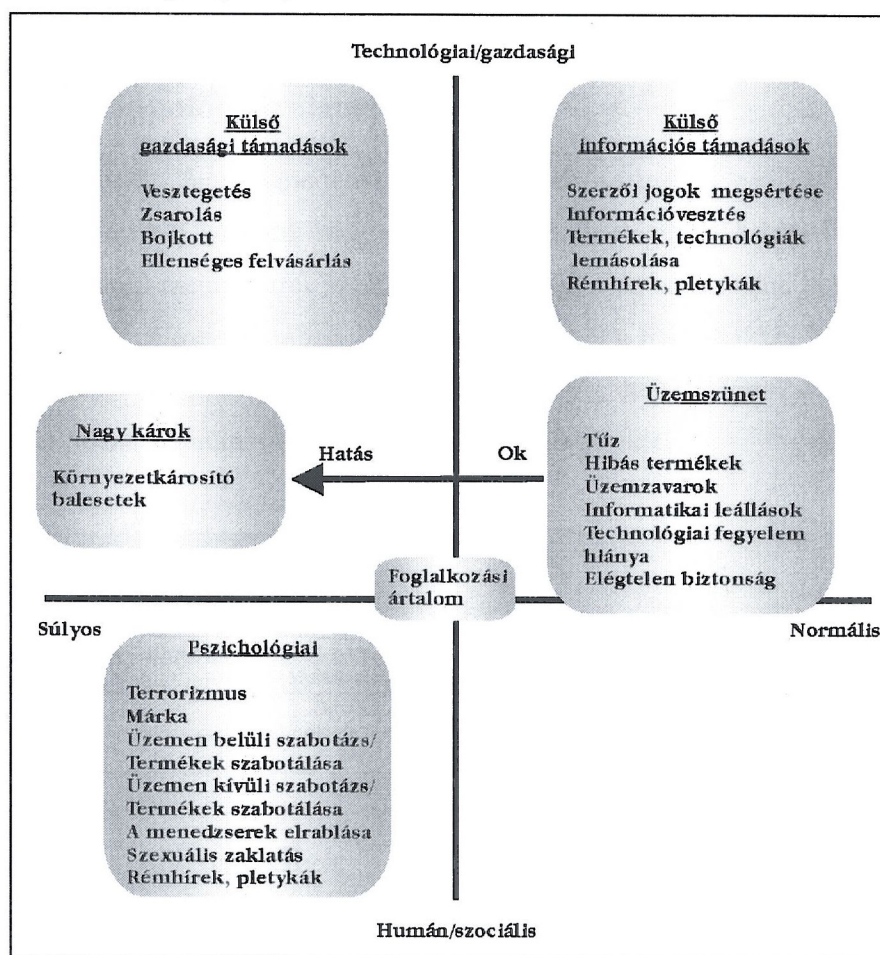 Technológiai/gazdasági
Külső
gazdasági támadások
Vesztegetés
Zsarolás
Bojkott
Ellenséges felvásárlás
Külső
információs támadások
Szerzői jogok megsértése
Információvesztés
Termékek, technológiák
lemásolása
Rémhírek, pletykák
Nagy károk
Környezetkárosító
balesetek
Hatás
Ok
Üzemszünet
Tűz
Hibás termékek
Üzemzavarok
Informatikai leállások
Technológiai fegyelem
hiánya
Elégtelen biztonság
Foglalkozási
ártalom
Súlyos
Normális
Pszichológiai
Terrorizmus
Márka
Üzemen belüli szabotázs/
Termékek szabotálása
Üzemen kívüli szabotázs/
Termékek szabotálása
A menedzserek elrablása
Szexuális zaklatás
Rémhírek, pletykák
Humán/szociális